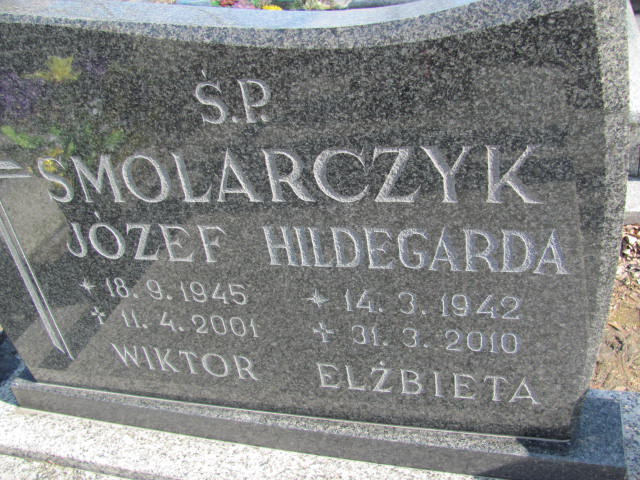 Ś.P.
SMOLARCZYK
JÓZEF HILDEGARDA
* 18.9.1945 * 14.3.1942
+ 11.4.2001 + 31.3.2010
WIKTOR ELŻBIETA